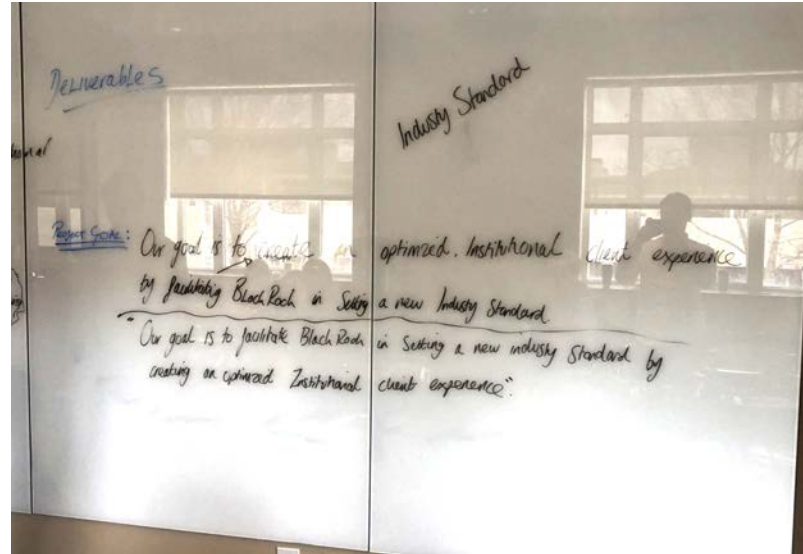 Deliverables
Industry Standard
Project Goal:
Our goal is to create an optimized. Institutional client experience
by facilitating BlackRock in Setting a new Industry Standard.
"Our goal is to facilitate BlackRock in Setting a new industry Standard by
creating an optimized Institutional client experience".